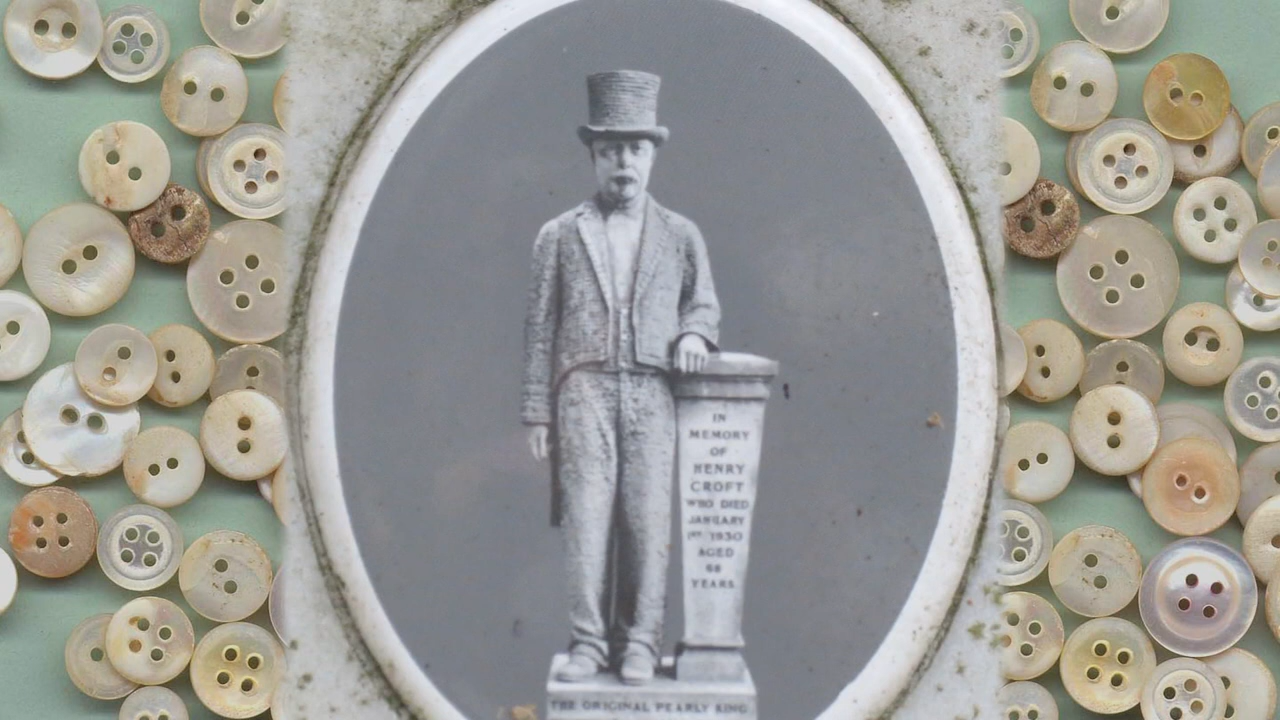 IN
MEMORY
OF
HENRY
CROFT
WHO DIED
JANUARY
1ST 1930
AGED
68
YEARS
THE ORIGINAL PEARLY KING